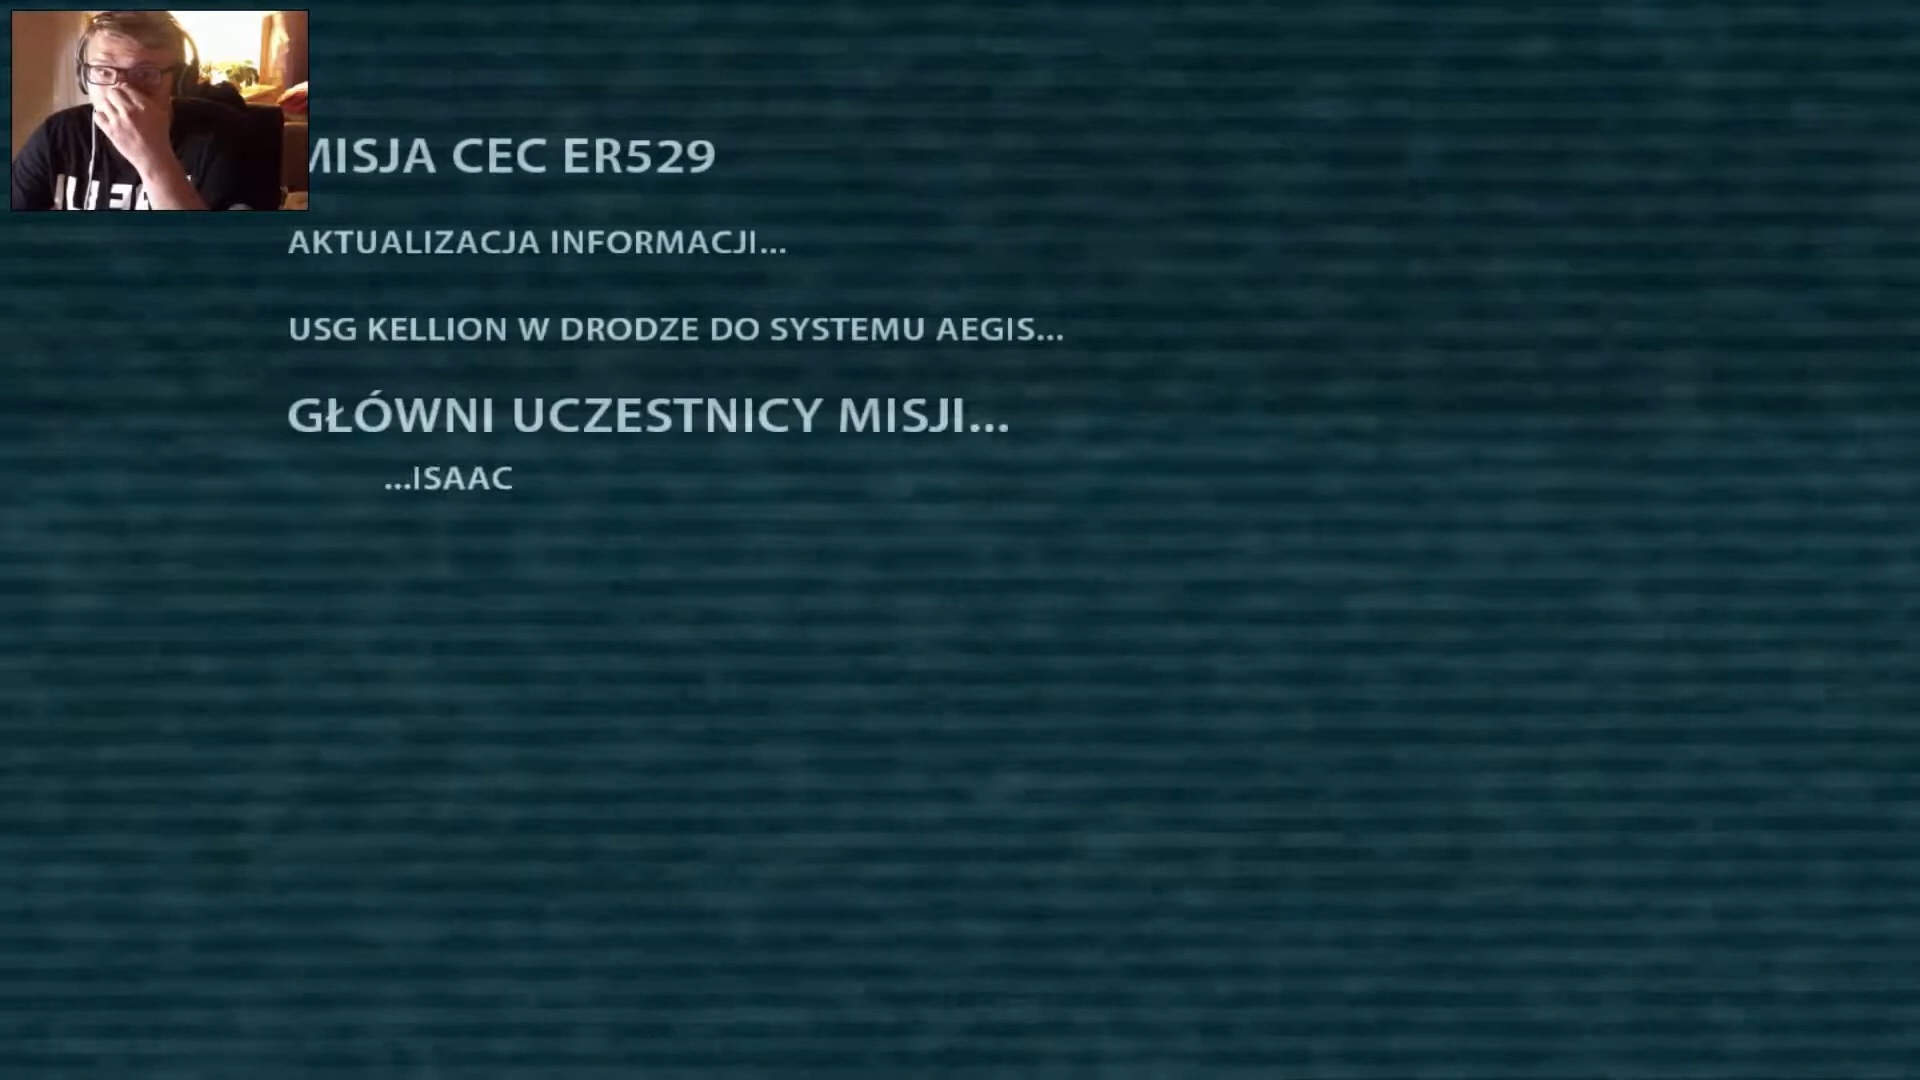 MISJA CEC ER529
AKTUALIZACJA INFORMACJI...
USG KELLION W DRODZE DO SYSTEMU AEGIS...
GŁÓWNI UCZESTNICY MISJI...
...ISAAC